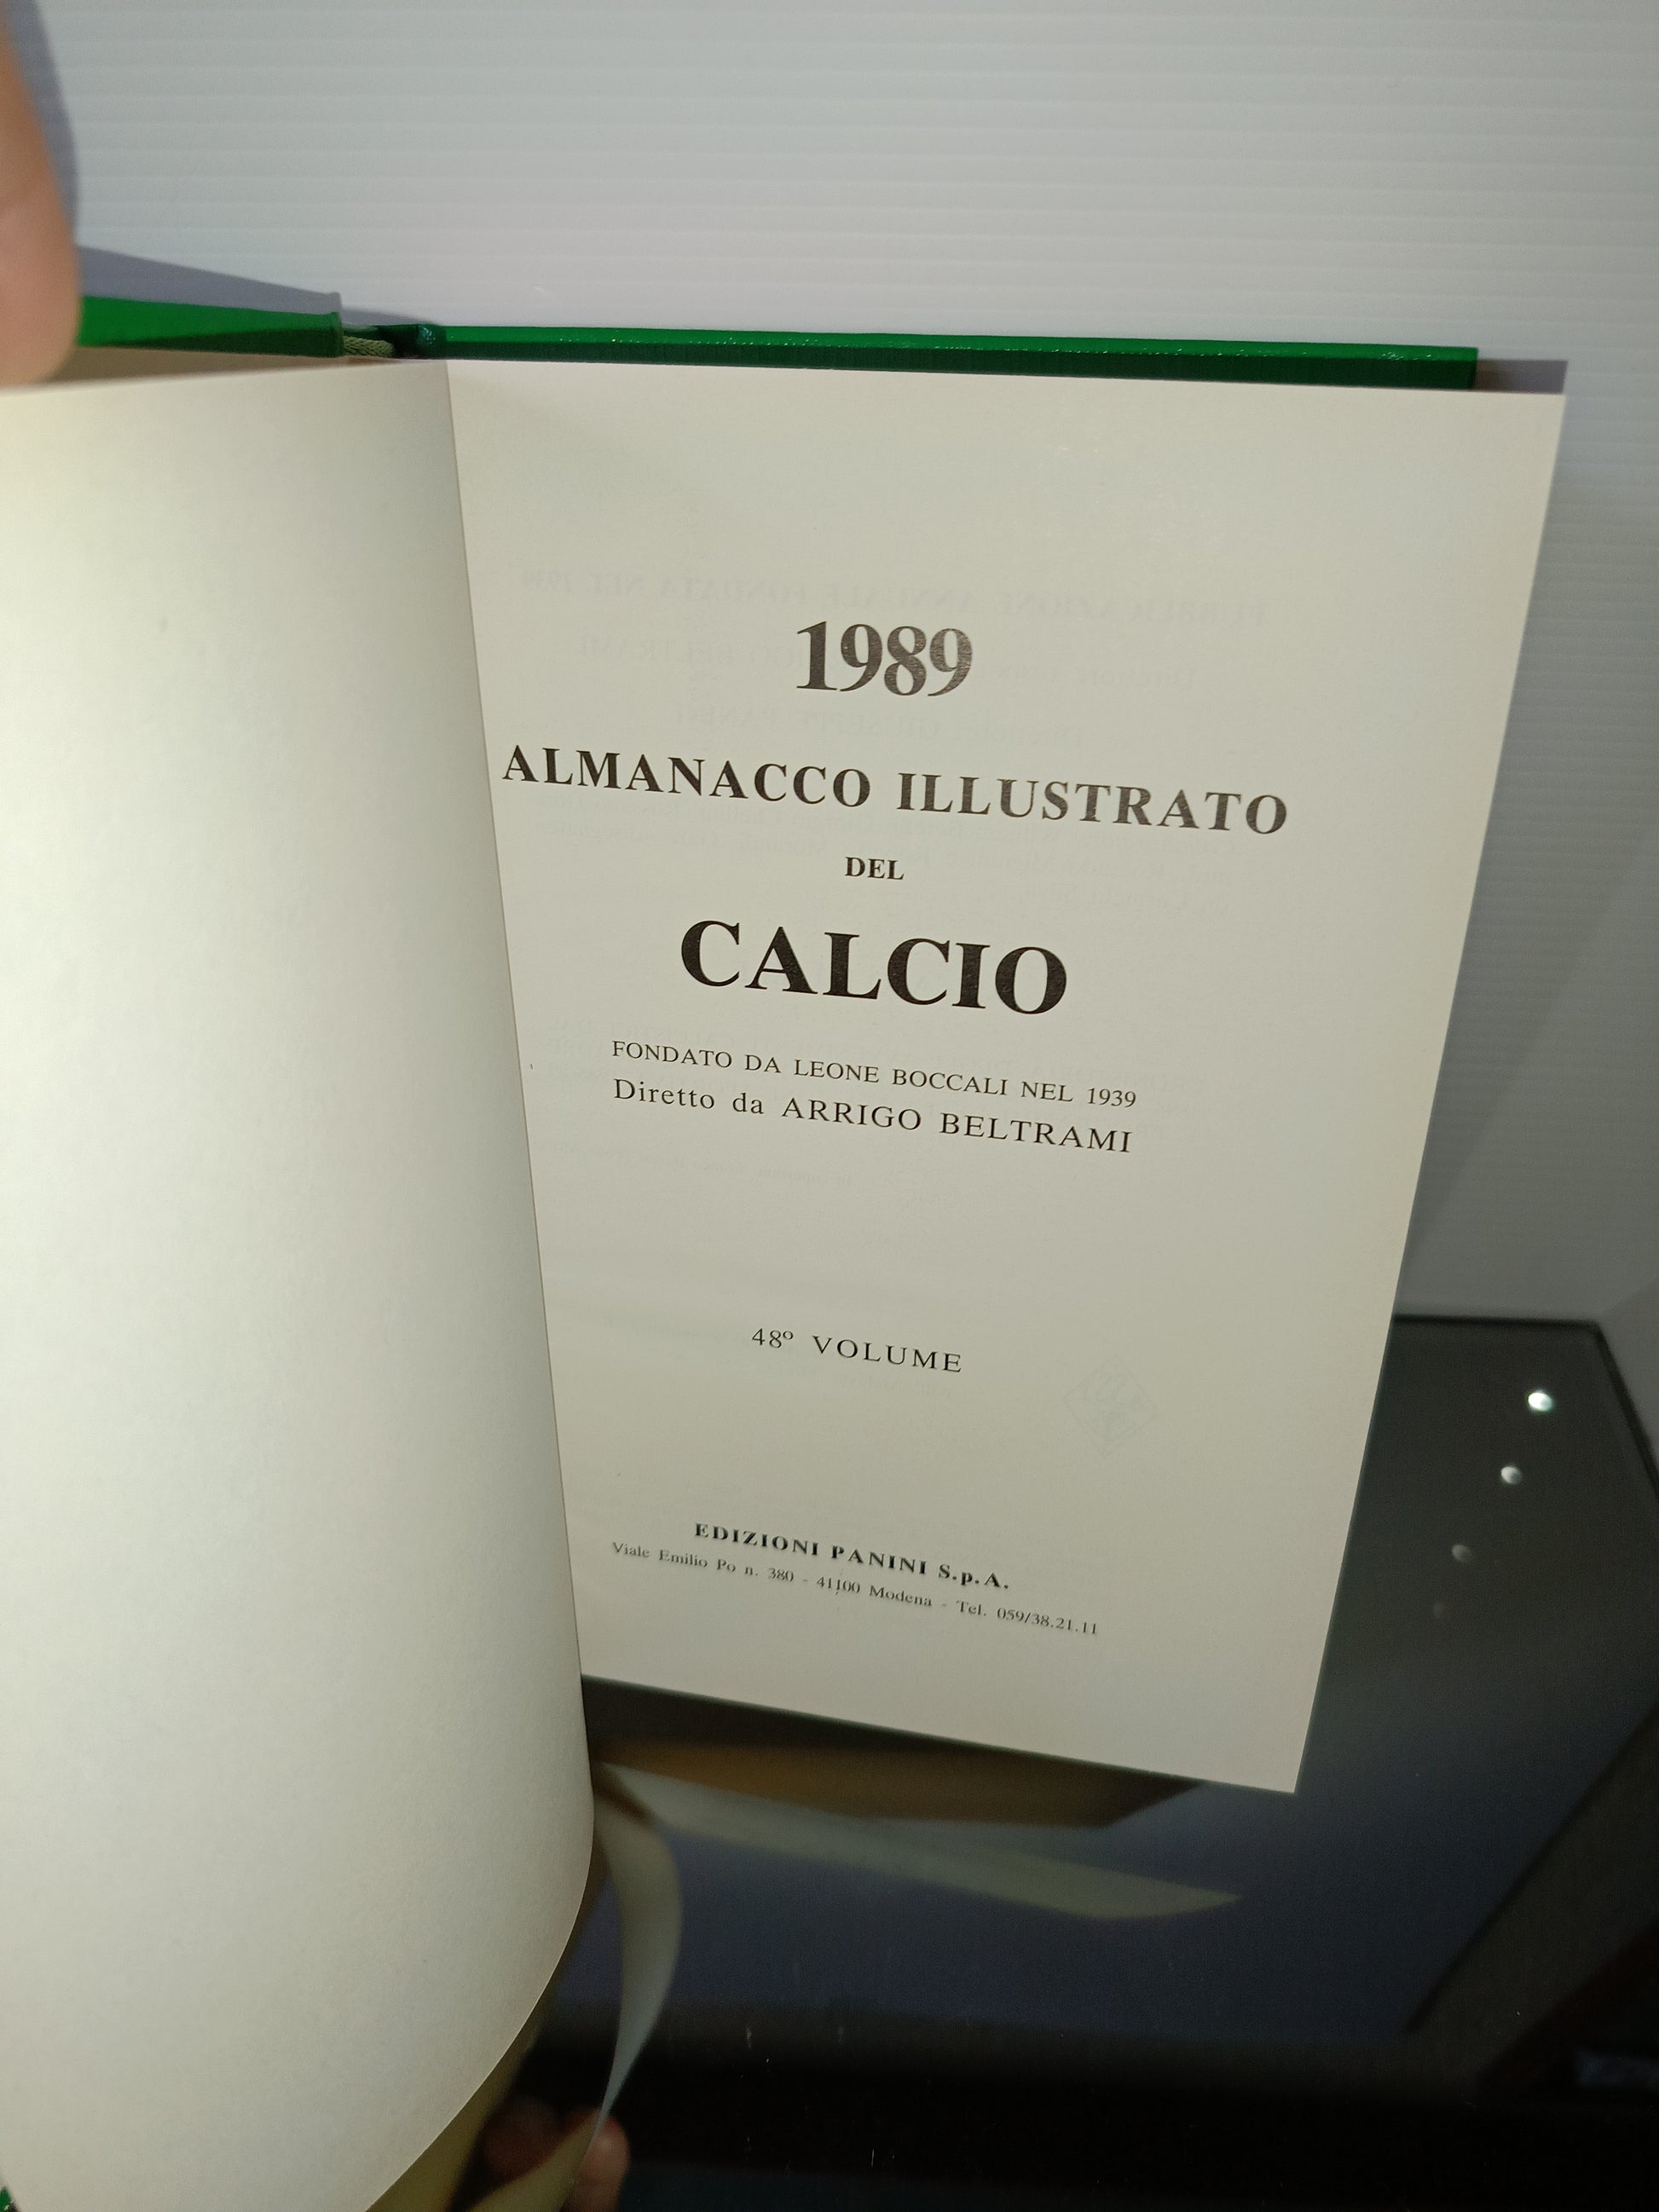 1989
ALMANACCO ILLUSTRATO
DEL
CALCIO
FONDATO DA LEONE BOCCALI NEL 1939
Diretto da ARRIGO BELTRAMI
48º VOLUME
EDIZIONI PANINI S.p.A.
Viale Emilio Po n. 380 - 41100 Modena - Tel. 059/38.21.11